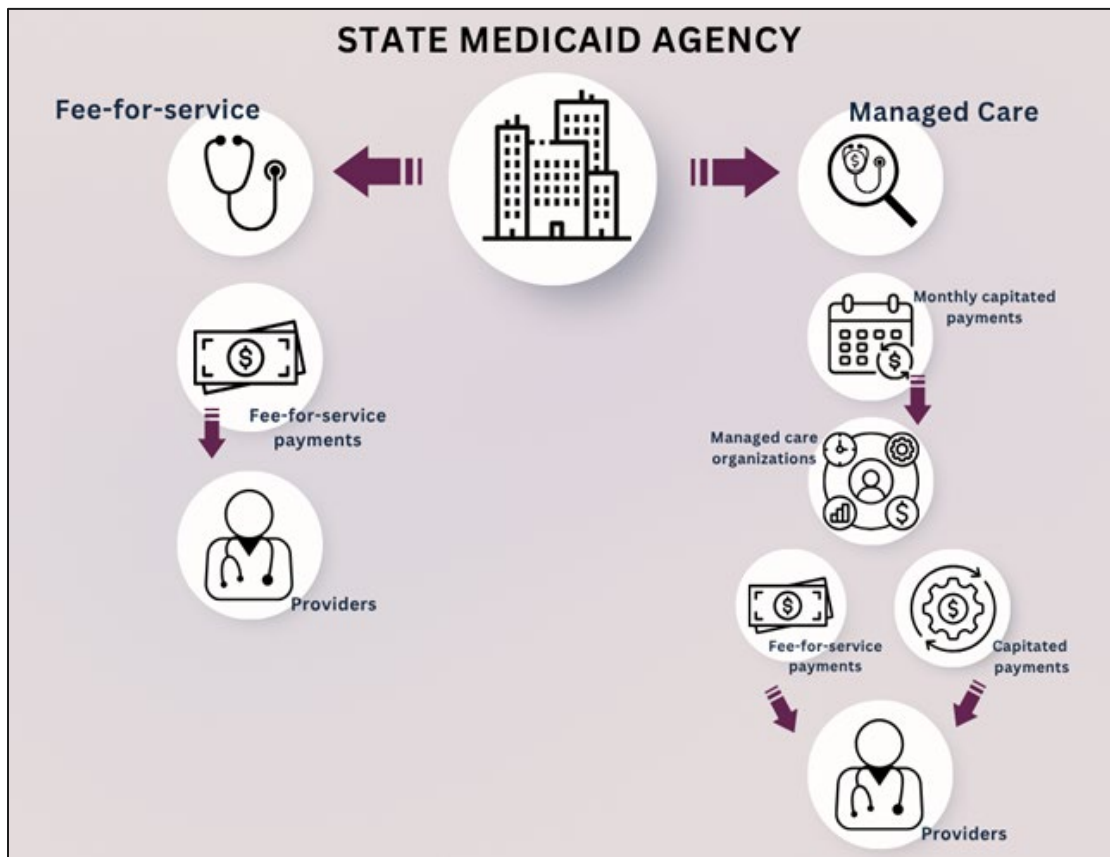 STATE MEDICAID AGENCY
Fee-for-service
Managed Care
Monthly capitated
payments
Fee-for-service
payments
Managed care
organizations
Providers
Fee-for-service
payments
Capitated
payments
Providers